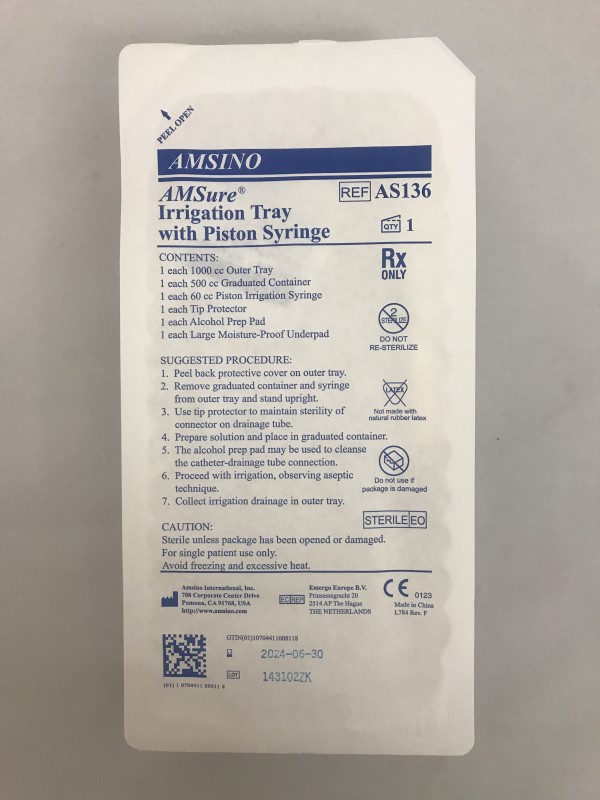 PEEL OPEN
AMSINO
AMSure®
REF AS136
Irrigation Tray
with Piston Syringe
QTY 1
CONTENTS:
1 each 1000 cc Outer Tray
1 each 500 cc Graduated Container
1 each 60 cc Piston Irrigation Syringe
1 each Tip Protector
1 each Alcohol Prep Pad
1 each Large Moisture-Proof Underpad
Rx
ONLY
2
STERILIZE
DO NOT
RE-STERILIZE
SUGGESTED PROCEDURE:
1. Peel back protective cover on outer tray.
2. Remove graduated container and syringe
from outer tray and stand upright.
3. Use tip protector to maintain sterility of
connector on drainage tube.
4. Prepare solution and place in graduated container.
5. The alcohol prep pad may be used to cleanse
the catheter-drainage tube connection.
6. Proceed with irrigation, observing aseptic
technique.
7. Collect irrigation drainage in outer tray.
LATEX
Not made with
natural rubber latex
Do not use if
package is damaged
STERILE EO
CAUTION:
Sterile unless package has been opened or damaged.
For single patient use only.
Avoid freezing and excessive heat.
Amsino International, Inc.
708 Corporate Center Drive
Pomona, CA 91768, USA
http://www.amsino.com
EC REP
Emergo Europe B.V.
Prinsessegracht 20
2514 AP The Hague
THE NETHERLANDS
CE 0123
Made in China
L784 Rev. F
GTIN(01)10704411008118
2024-06-30
LOT 143102ZK
(01) 1 0704411 00811 8